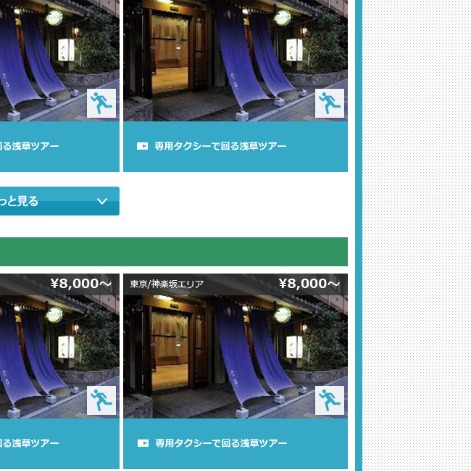 回る浅草ツアー
専用タクシーで回る浅草ツアー
っと見る
¥8,000～
東京/神楽坂エリア
¥8,000～
回る浅草ツアー
専用タクシーで回る浅草ツアー